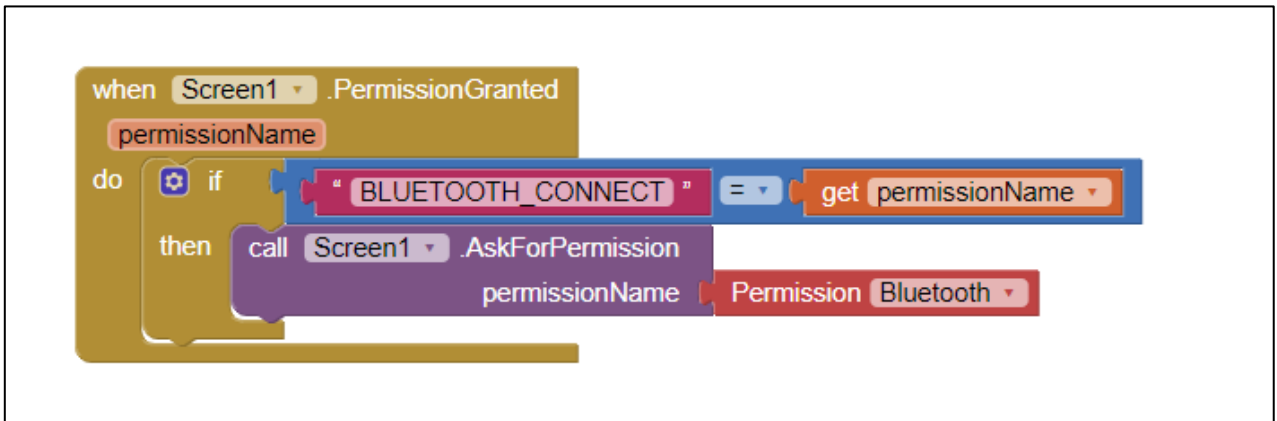 when Screen1 .PermissionGranted
permissionName
do if “ BLUETOOTH_CONNECT ” = get permissionName
then call Screen1 .AskForPermission
permissionName Permission Bluetooth